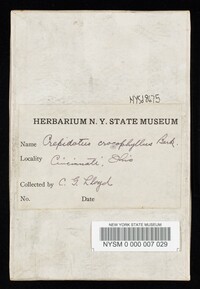 NYS18675
HERBARIUM N. Y. STATE MUSEUM
Name Crepidotus crocophyllus Berk.
Locality Cincinnati, Ohio
Collected by C. G. Lloyd
No. Date
NEW YORK STATE MUSEUM
NYSM 0 000 007 029